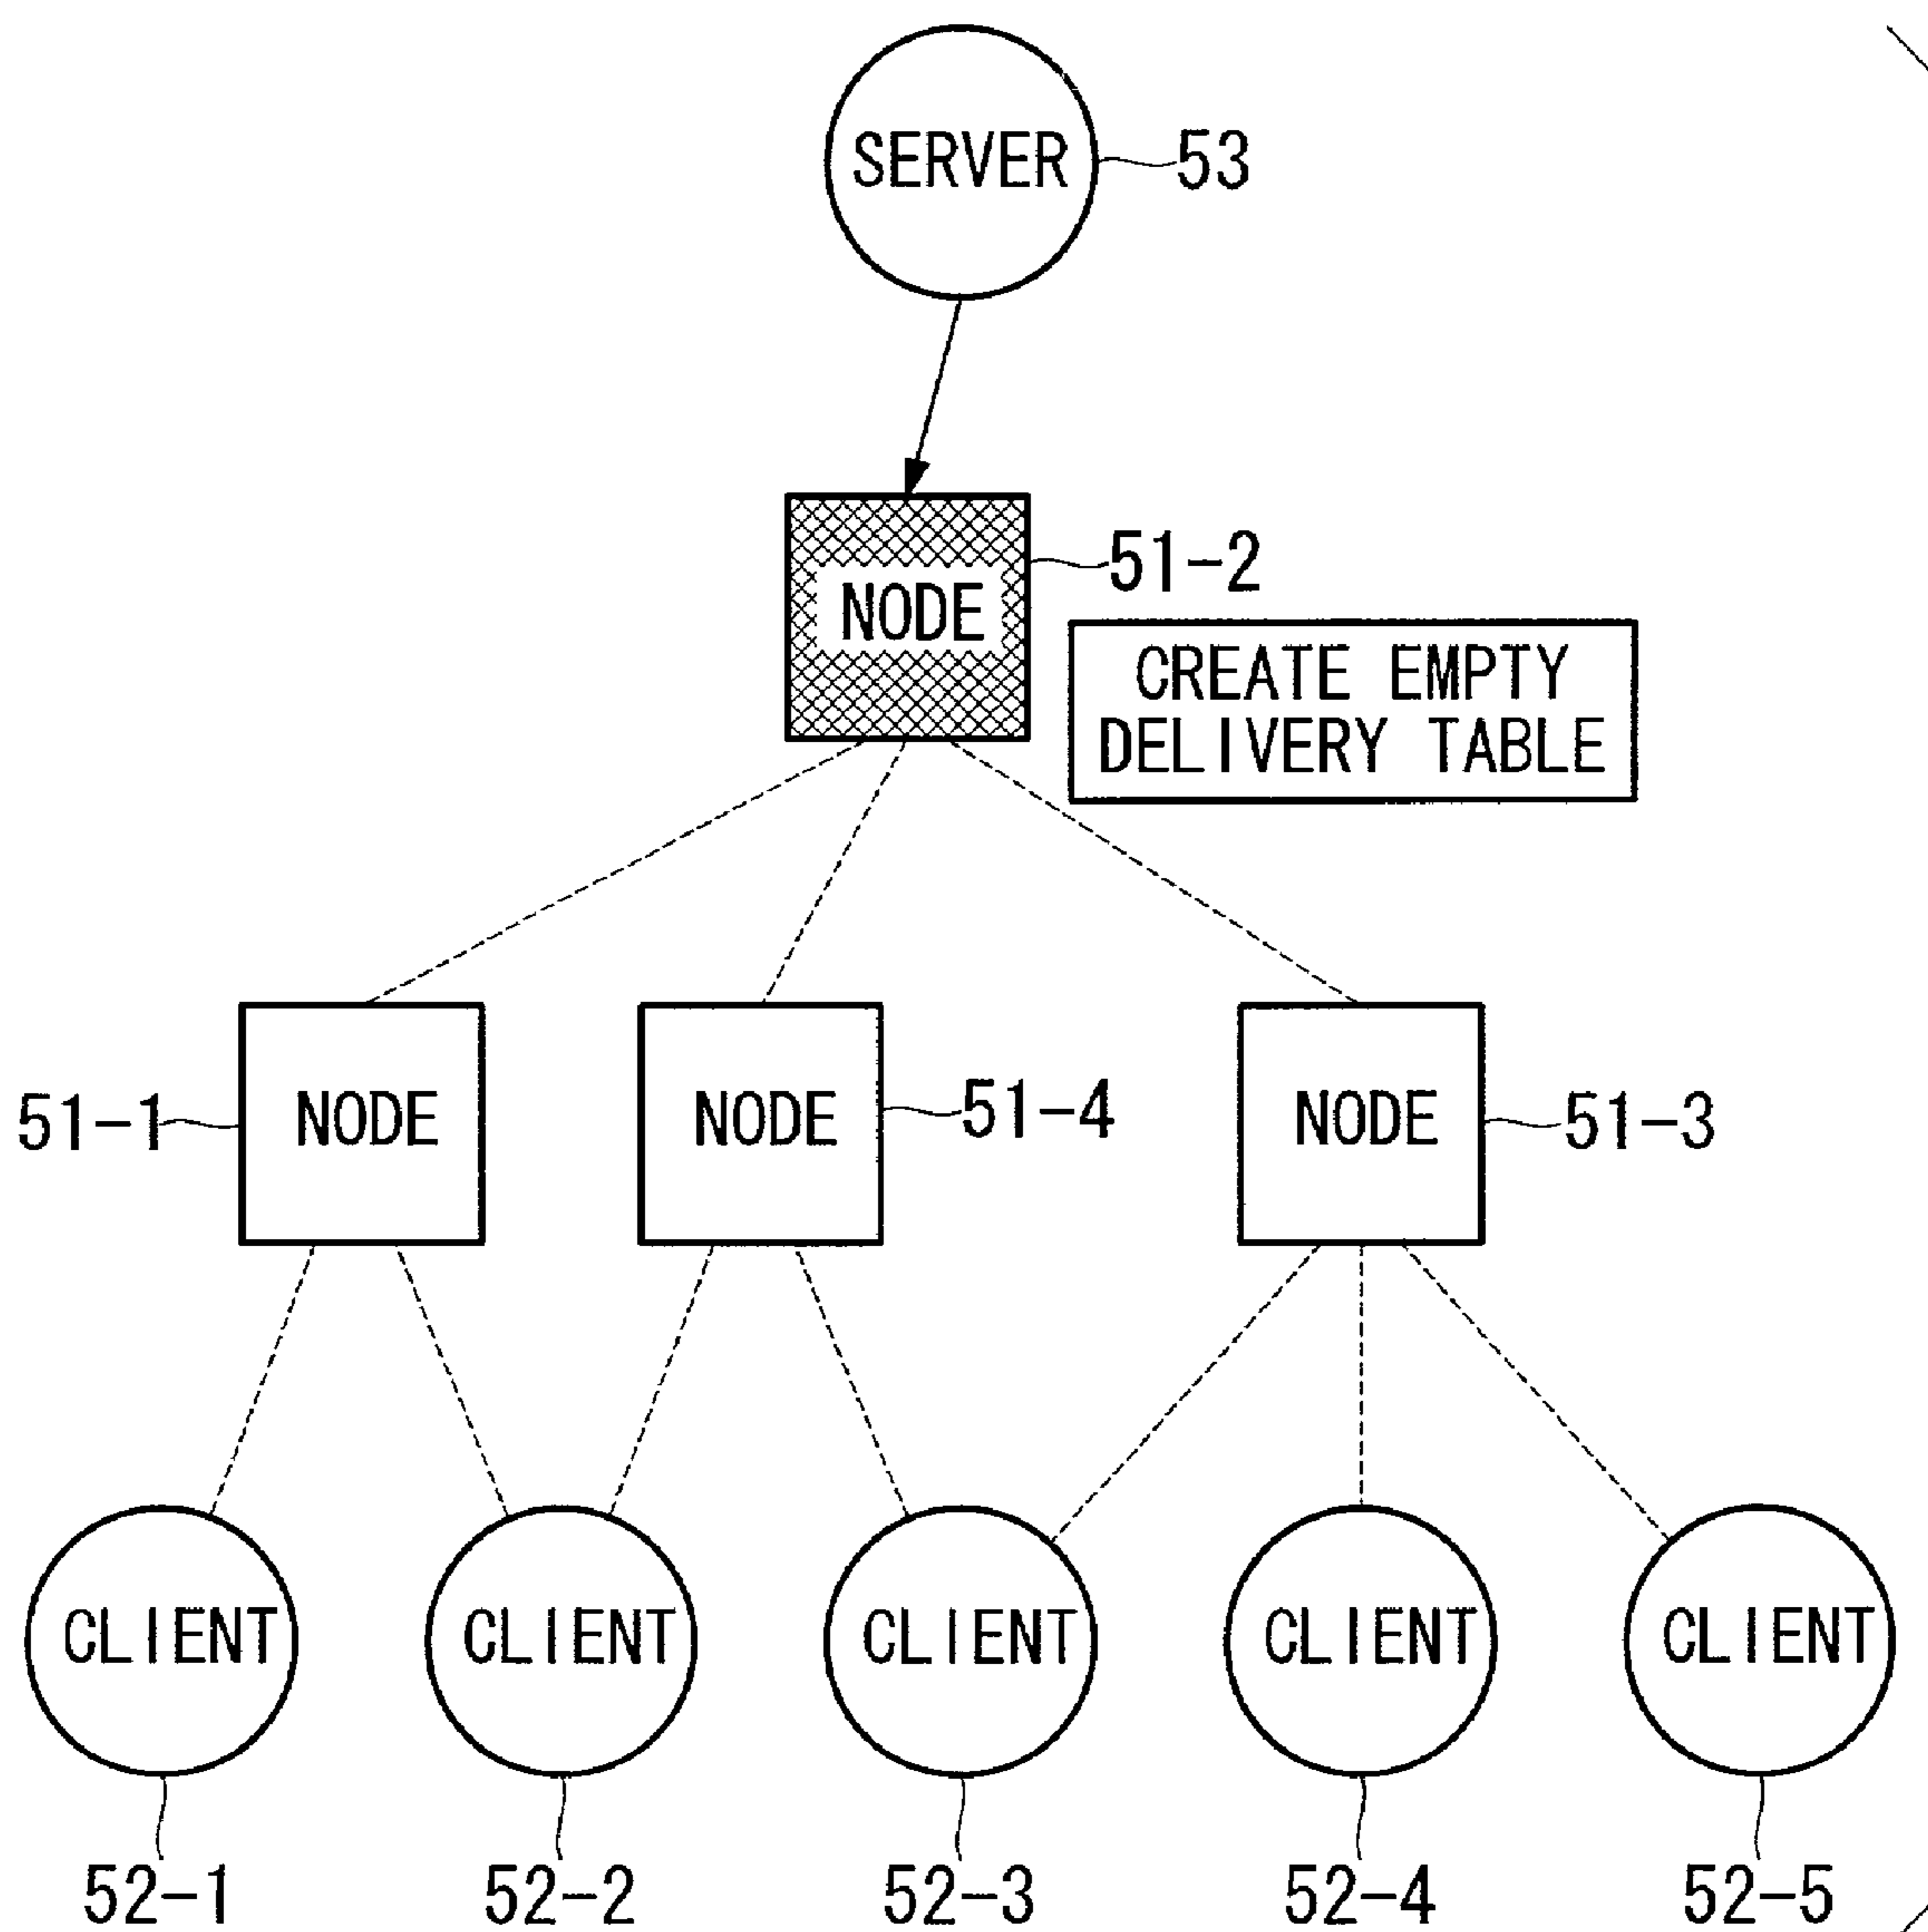 SERVER
53
NODE
51-2
CREATE EMPTY
DELIVERY TABLE
51-1
NODE
NODE
51-4
NODE
51-3
CLIENT
CLIENT
CLIENT
CLIENT
CLIENT
52-1
52-2
52-3
52-4
52-5